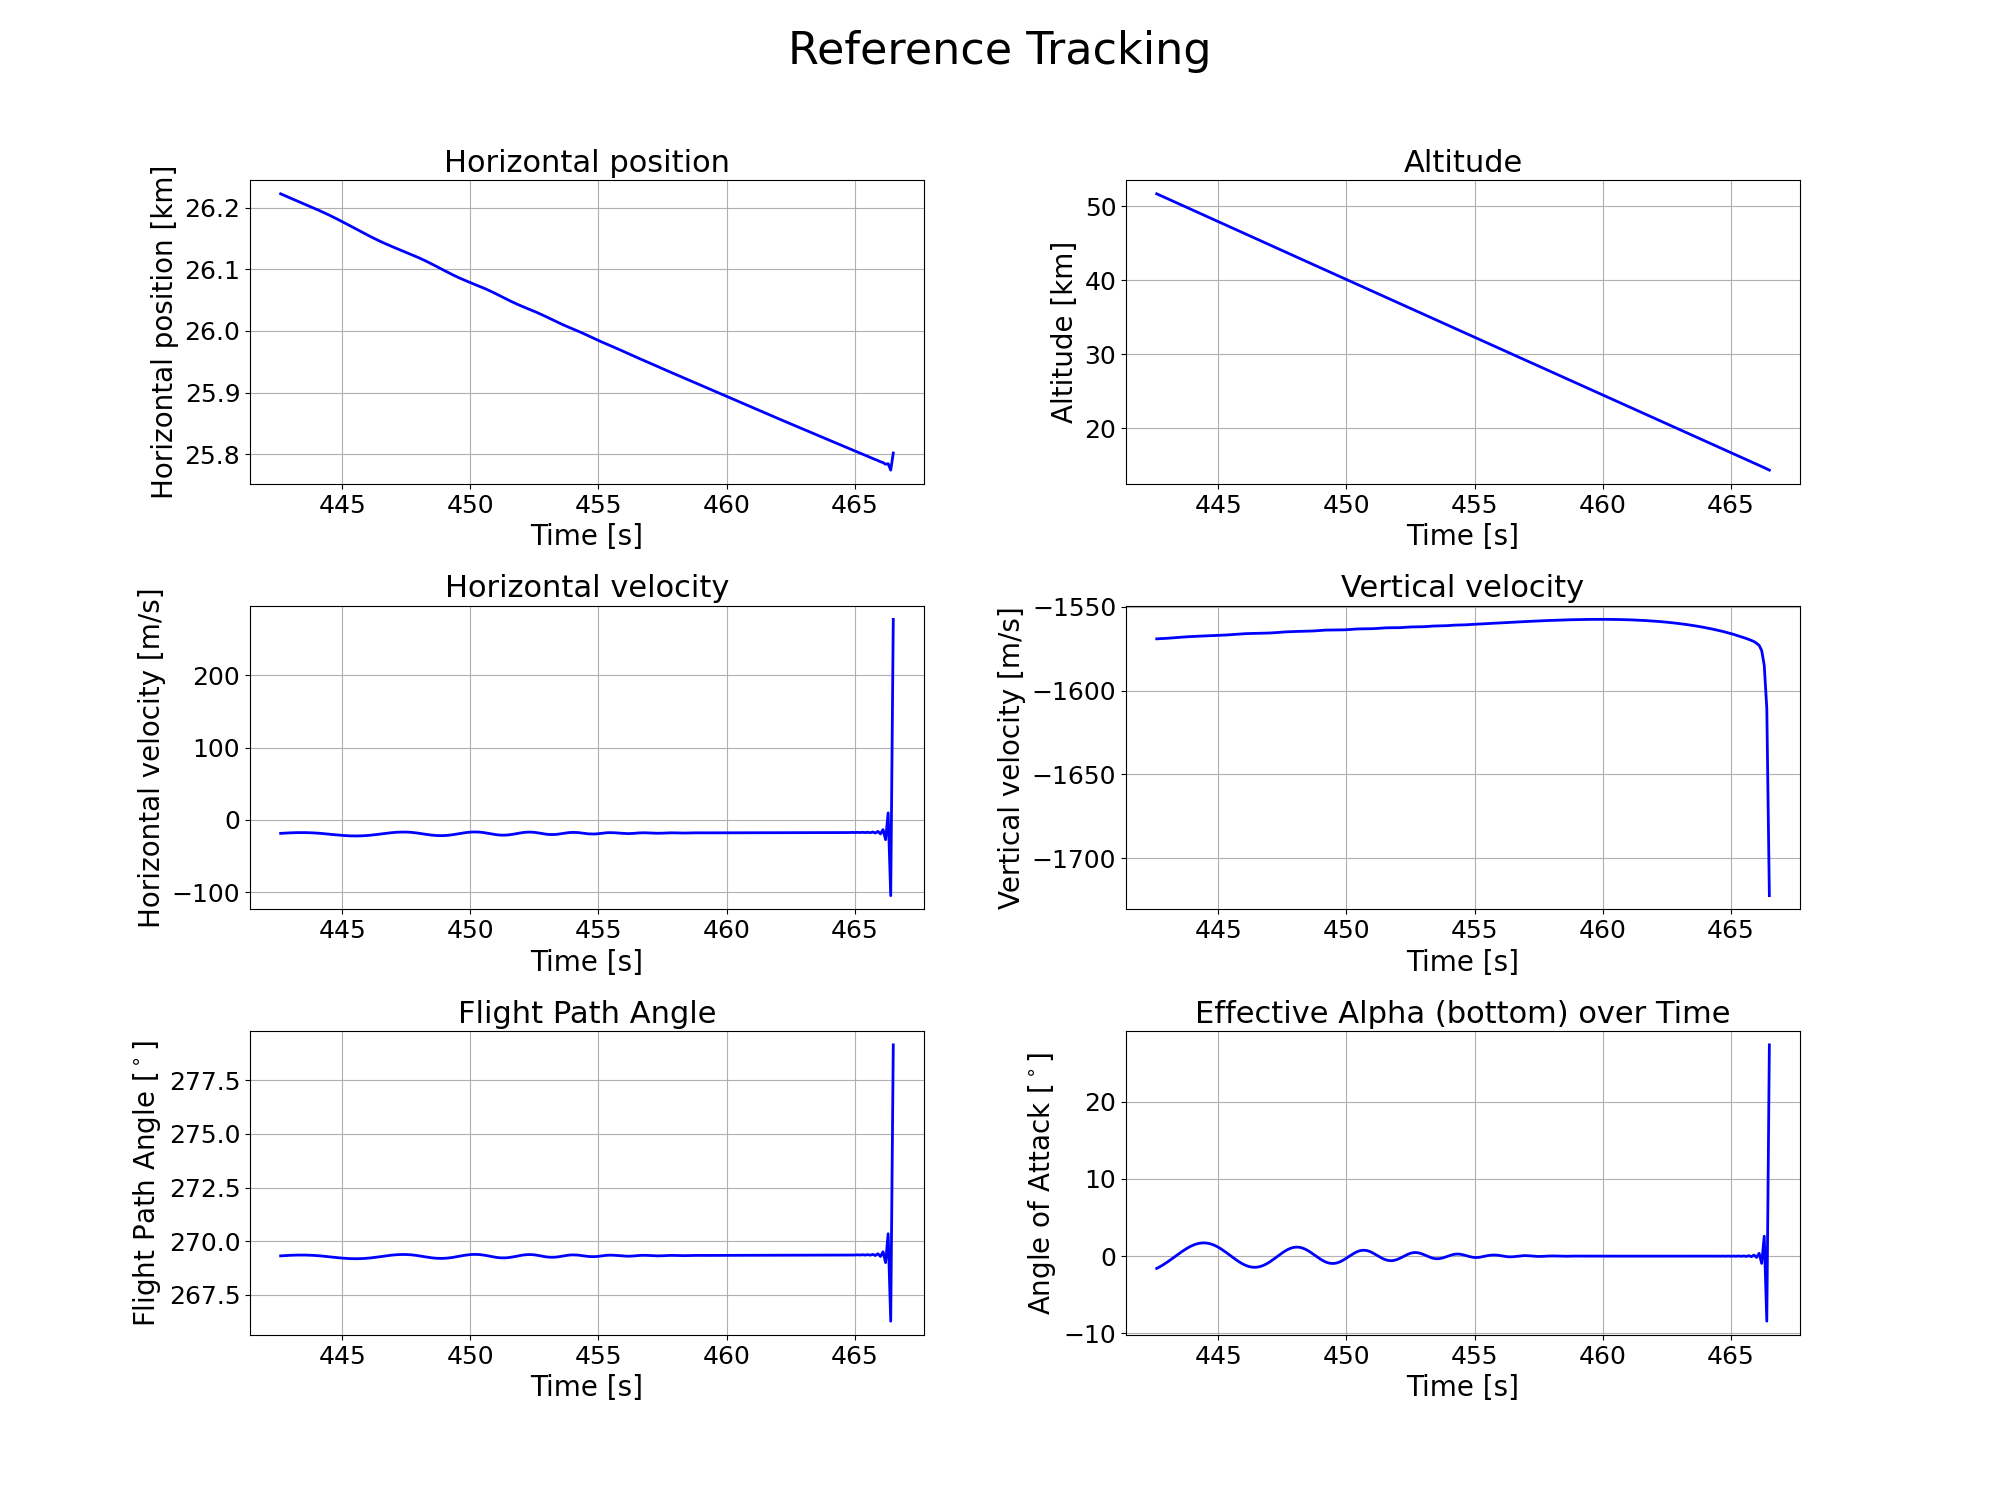 Reference Tracking
Horizontal position
Horizontal position [km]
26.2
26.1
26.0
25.9
25.8
445 450 455 460 465
Time [s]
Altitude
Altitude [km]
50
40
30
20
445 450 455 460 465
Time [s]
Horizontal velocity
Horizontal velocity [m/s]
200
100
0
−100
445 450 455 460 465
Time [s]
Vertical velocity
Vertical velocity [m/s]
−1550
−1600
−1650
−1700
445 450 455 460 465
Time [s]
Flight Path Angle
Flight Path Angle [°]
277.5
275.0
272.5
270.0
267.5
445 450 455 460 465
Time [s]
Effective Alpha (bottom) over Time
Angle of Attack [°]
20
10
0
−10
445 450 455 460 465
Time [s]